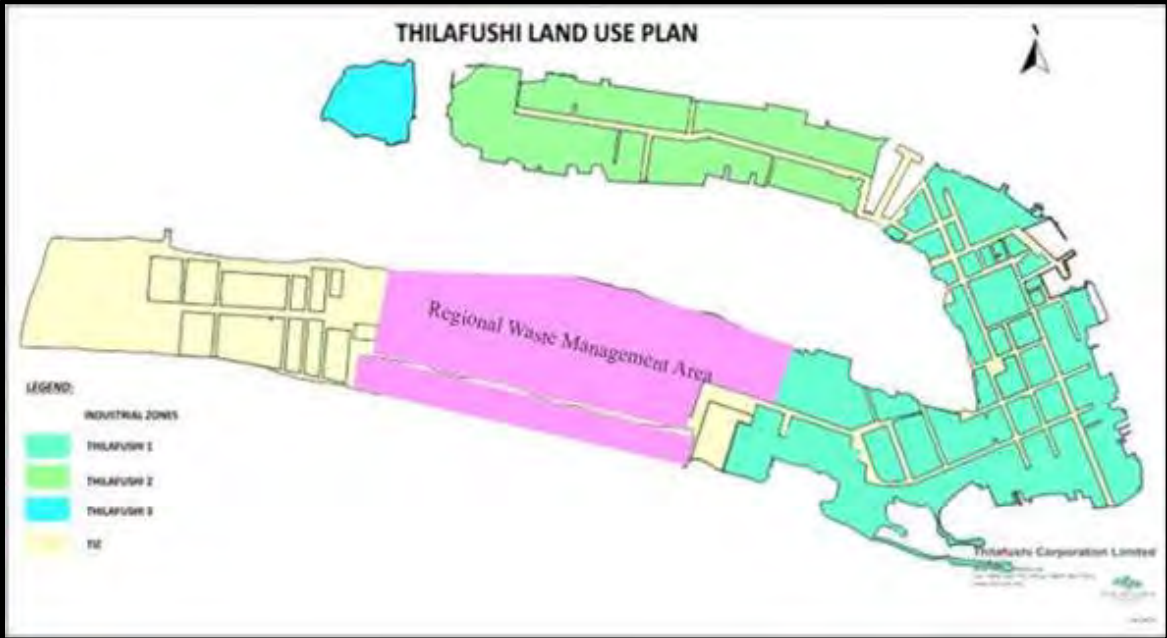 THILAFUSHI LAND USE PLAN
Regional Waste Management Area
LEGEND:
INDUSTRIAL ZONES
THILAFUSHI 1
THILAFUSHI 2
THILAFUSHI 3
TIZ
Thilafushi Corporation Limited